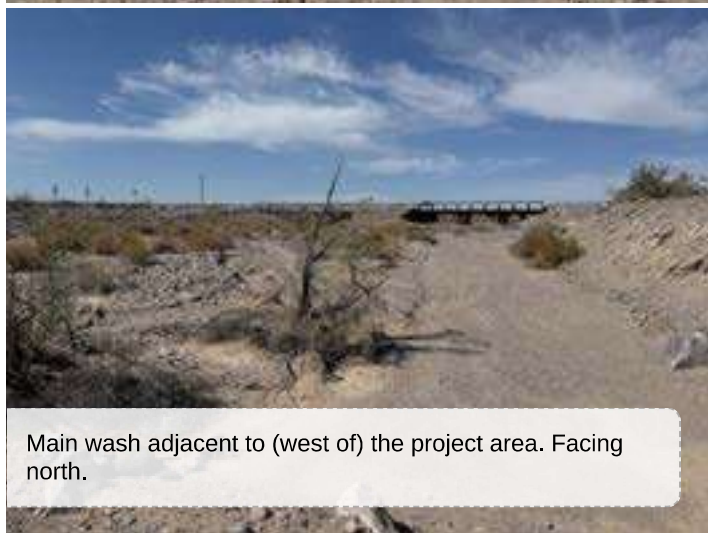 Main wash adjacent to (west of) the project area. Facing
north.